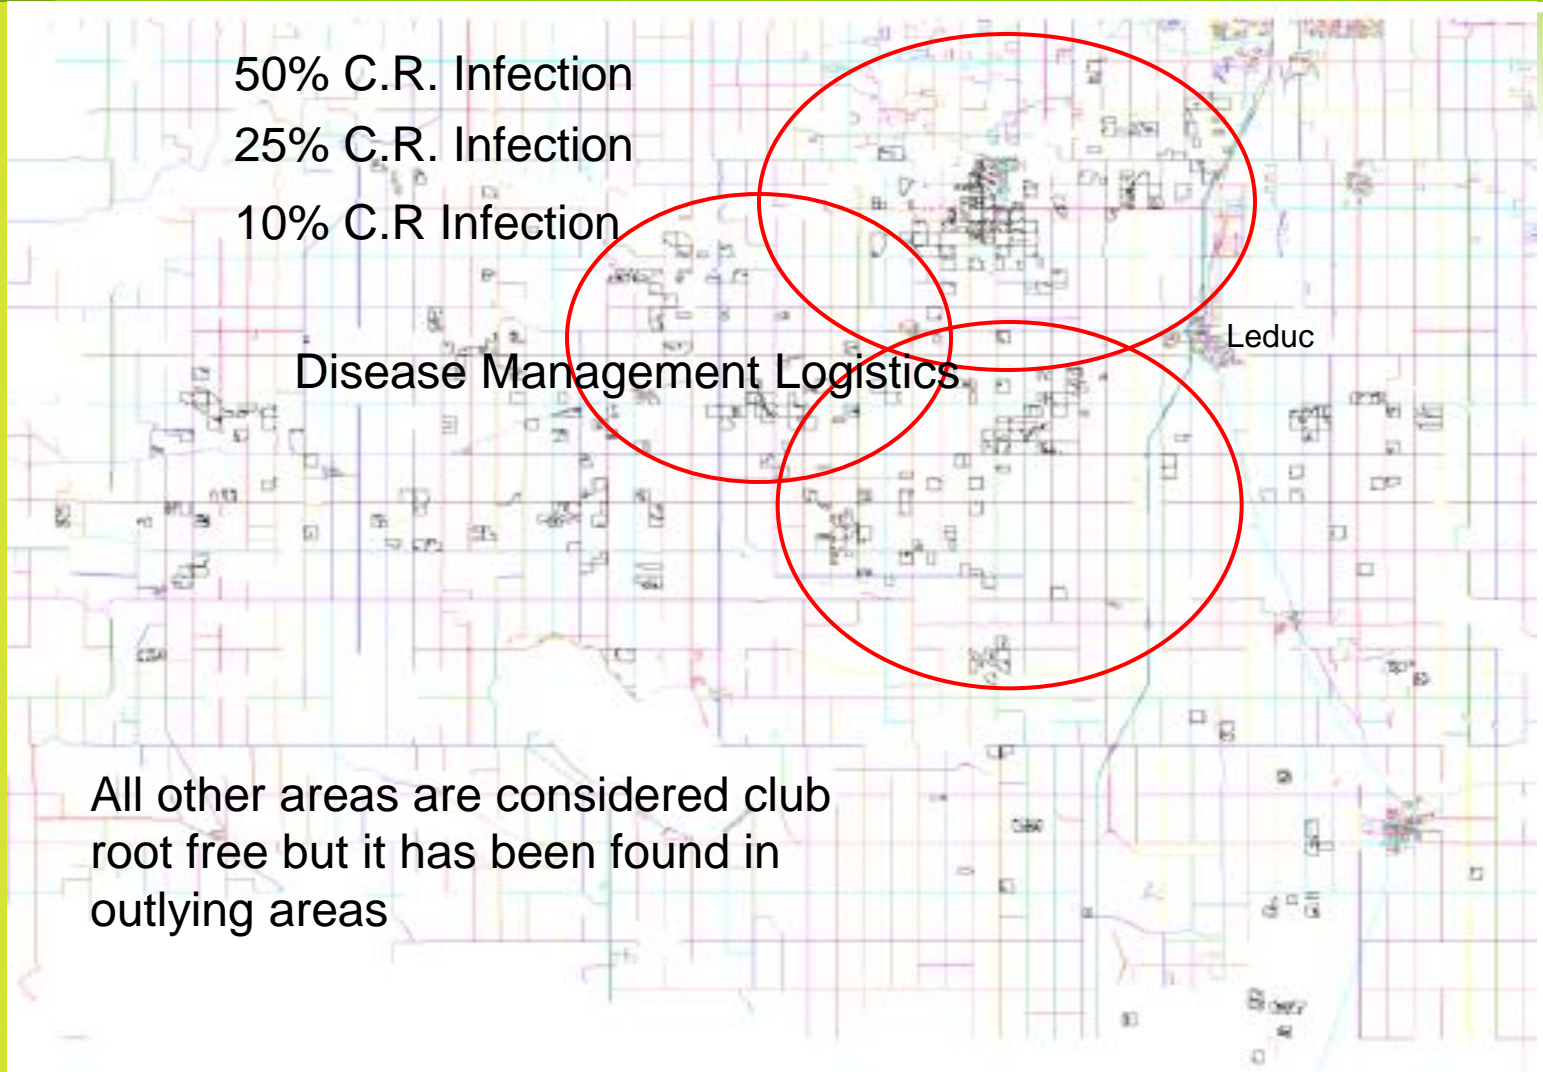 50% C.R. Infection
25% C.R. Infection
10% C.R Infection
Leduc
Disease Management Logistics
All other areas are considered club
root free but it has been found in
outlying areas